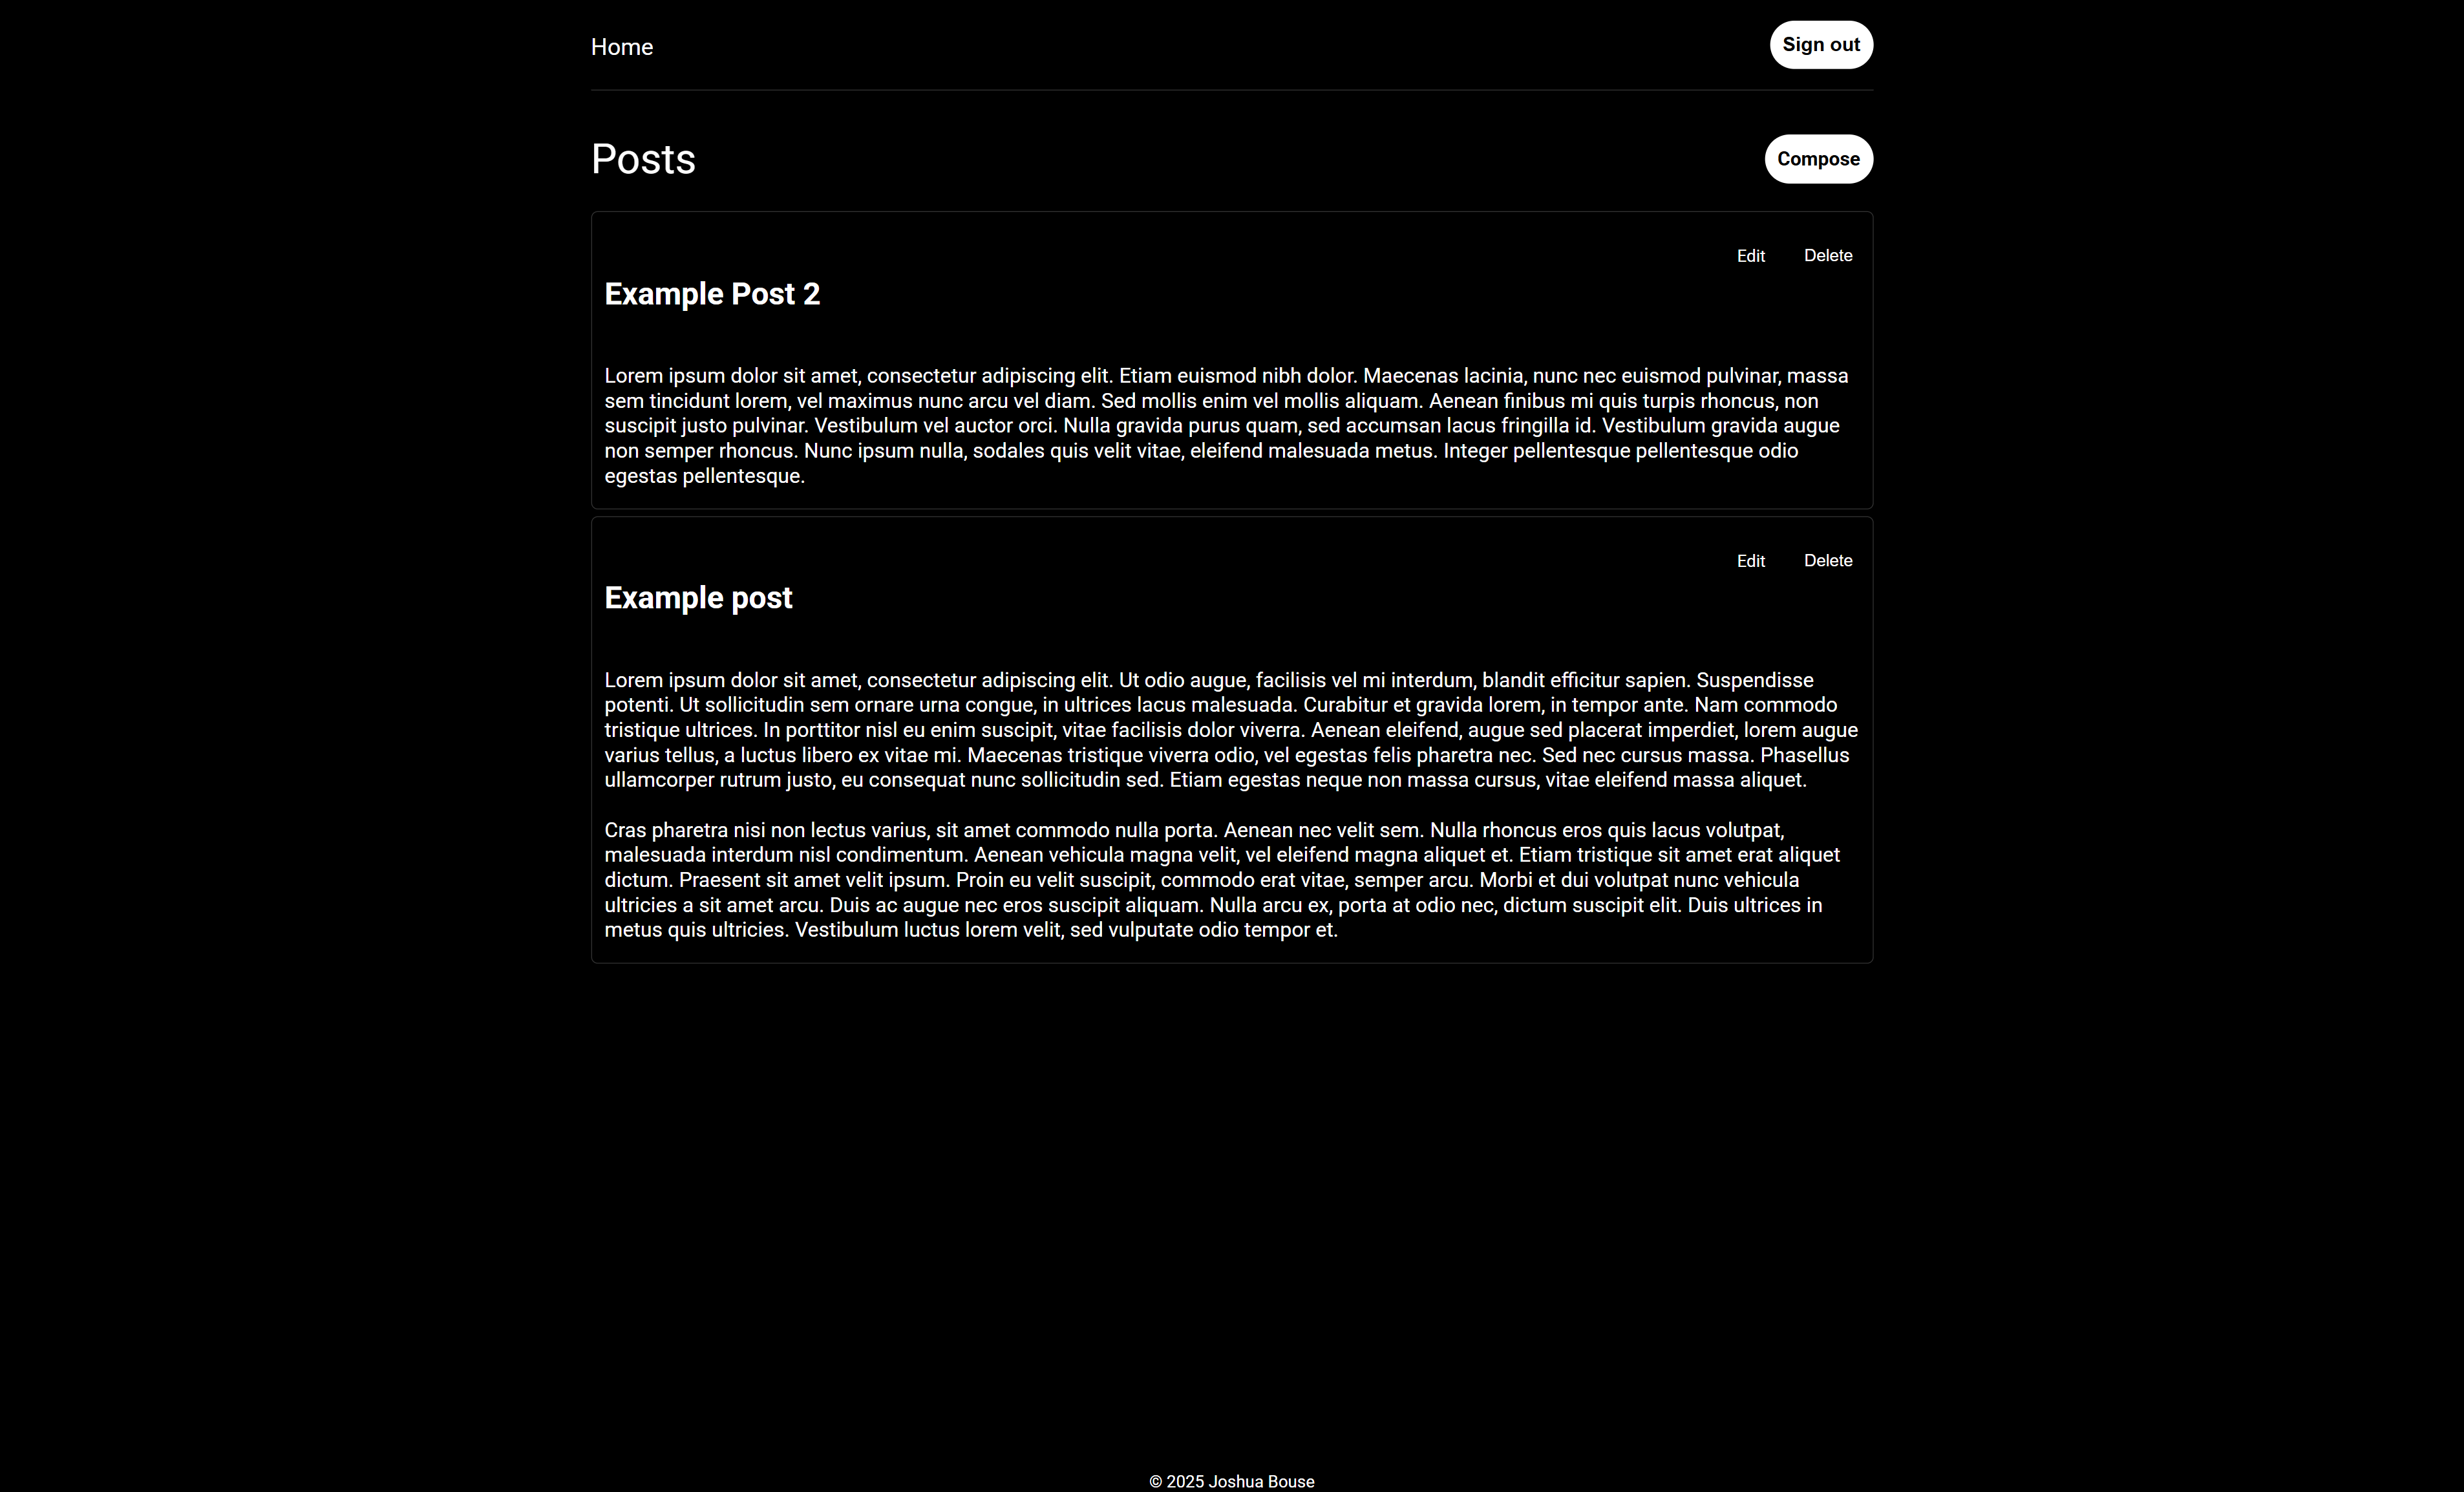 Home
Sign out
Posts
Compose
Edit
Delete
Example Post 2
Lorem ipsum dolor sit amet, consectetur adipiscing elit. Etiam euismod nibh dolor. Maecenas lacinia, nunc nec euismod pulvinar, massa
sem tincidunt lorem, vel maximus nunc arcu vel diam. Sed mollis enim vel mollis aliquam. Aenean finibus mi quis turpis rhoncus, non
suscipit justo pulvinar. Vestibulum vel auctor orci. Nulla gravida purus quam, sed accumsan lacus fringilla id. Vestibulum gravida augue
non semper rhoncus. Nunc ipsum nulla, sodales quis velit vitae, eleifend malesuada metus. Integer pellentesque pellentesque odio
egestas pellentesque.
Edit
Delete
Example post
Lorem ipsum dolor sit amet, consectetur adipiscing elit. Ut odio augue, facilisis vel mi interdum, blandit efficitur sapien. Suspendisse
potenti. Ut sollicitudin sem ornare urna congue, in ultrices lacus malesuada. Curabitur et gravida lorem, in tempor ante. Nam commodo
tristique ultrices. In porttitor nisl eu enim suscipit, vitae facilisis dolor viverra. Aenean eleifend, augue sed placerat imperdiet, lorem augue
varius tellus, a luctus libero ex vitae mi. Maecenas tristique viverra odio, vel egestas felis pharetra nec. Sed nec cursus massa. Phasellus
ullamcorper rutrum justo, eu consequat nunc sollicitudin sed. Etiam egestas neque non massa cursus, vitae eleifend massa aliquet.
Cras pharetra nisi non lectus varius, sit amet commodo nulla porta. Aenean nec velit sem. Nulla rhoncus eros quis lacus volutpat,
malesuada interdum nisl condimentum. Aenean vehicula magna velit, vel eleifend magna aliquet et. Etiam tristique sit amet erat aliquet
dictum. Praesent sit amet velit ipsum. Proin eu velit suscipit, commodo erat vitae, semper arcu. Morbi et dui volutpat nunc vehicula
ultricies a sit amet arcu. Duis ac augue nec eros suscipit aliquam. Nulla arcu ex, porta at odio nec, dictum suscipit elit. Duis ultrices in
metus quis ultricies. Vestibulum luctus lorem velit, sed vulputate odio tempor et.
© 2025 Joshua Bouse